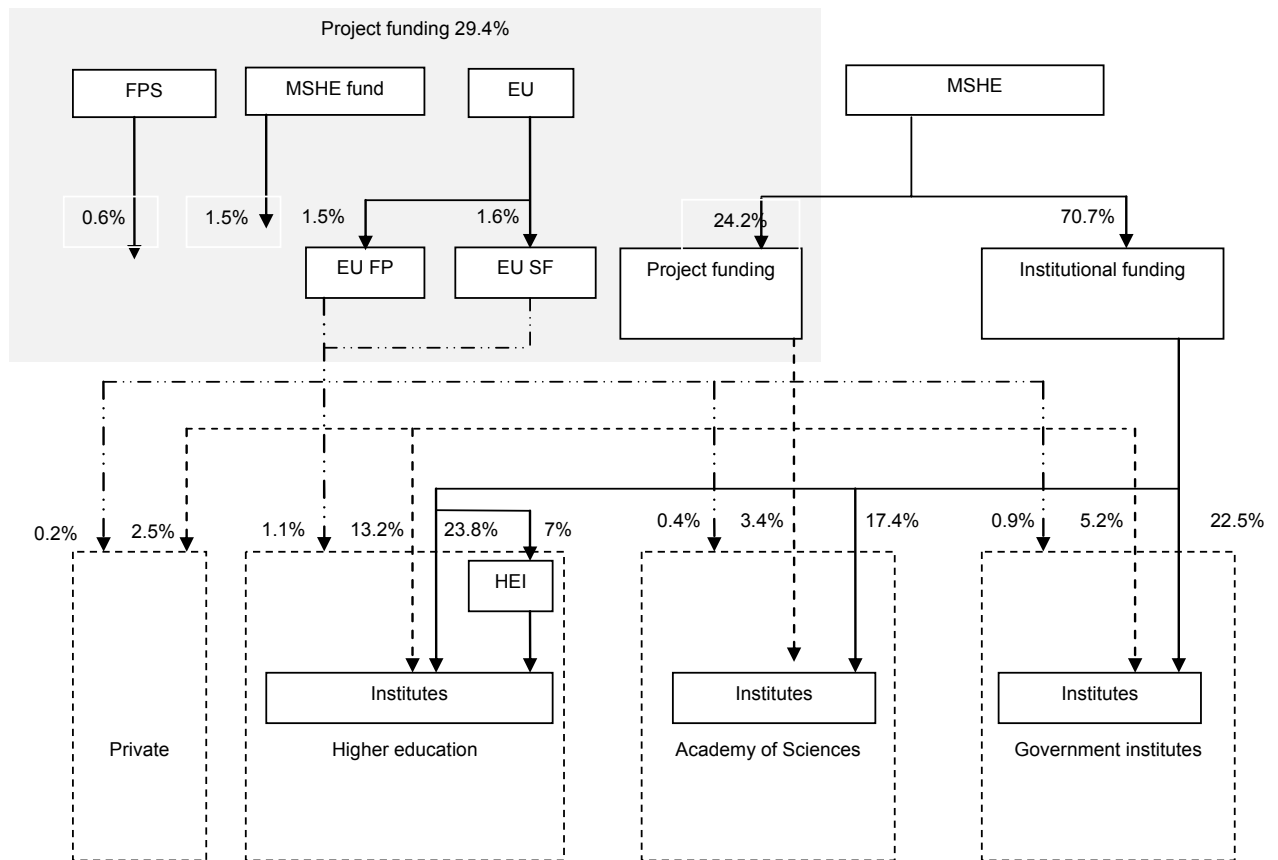 Project funding 29.4%
FPS
MSHE fund
EU
MSHE
0.6%
1.5%
1.5%
1.6%
24.2%
70.7%
EU FP
EU SF
Project funding
Institutional funding
0.2%
2.5%
1.1%
13.2%
23.8%
7%
0.4%
3.4%
17.4%
0.9%
5.2%
22.5%
HEI
Institutes
Institutes
Institutes
Private
Higher education
Academy of Sciences
Government institutes